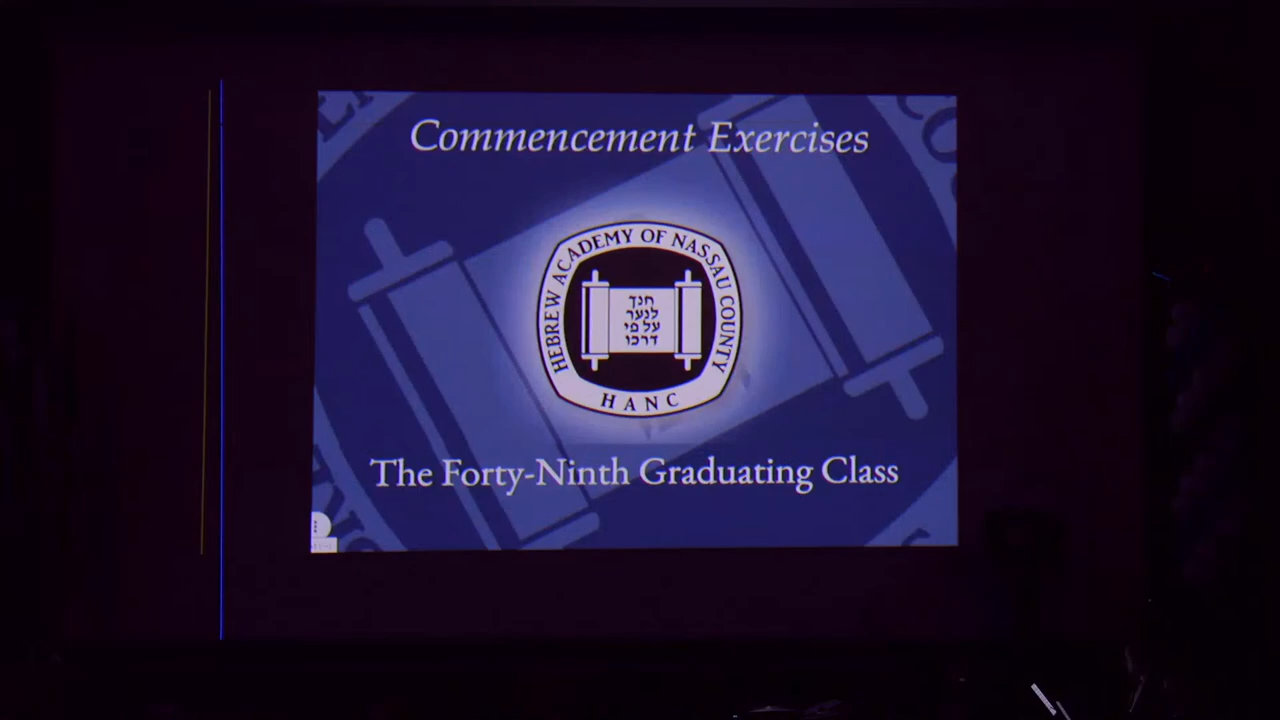 Commencement Exercises
HEBREW ACADEMY OF NASSAU COUNTY
חנך
לנער
על פי
דרכו
HANC
The Forty-Ninth Graduating Class